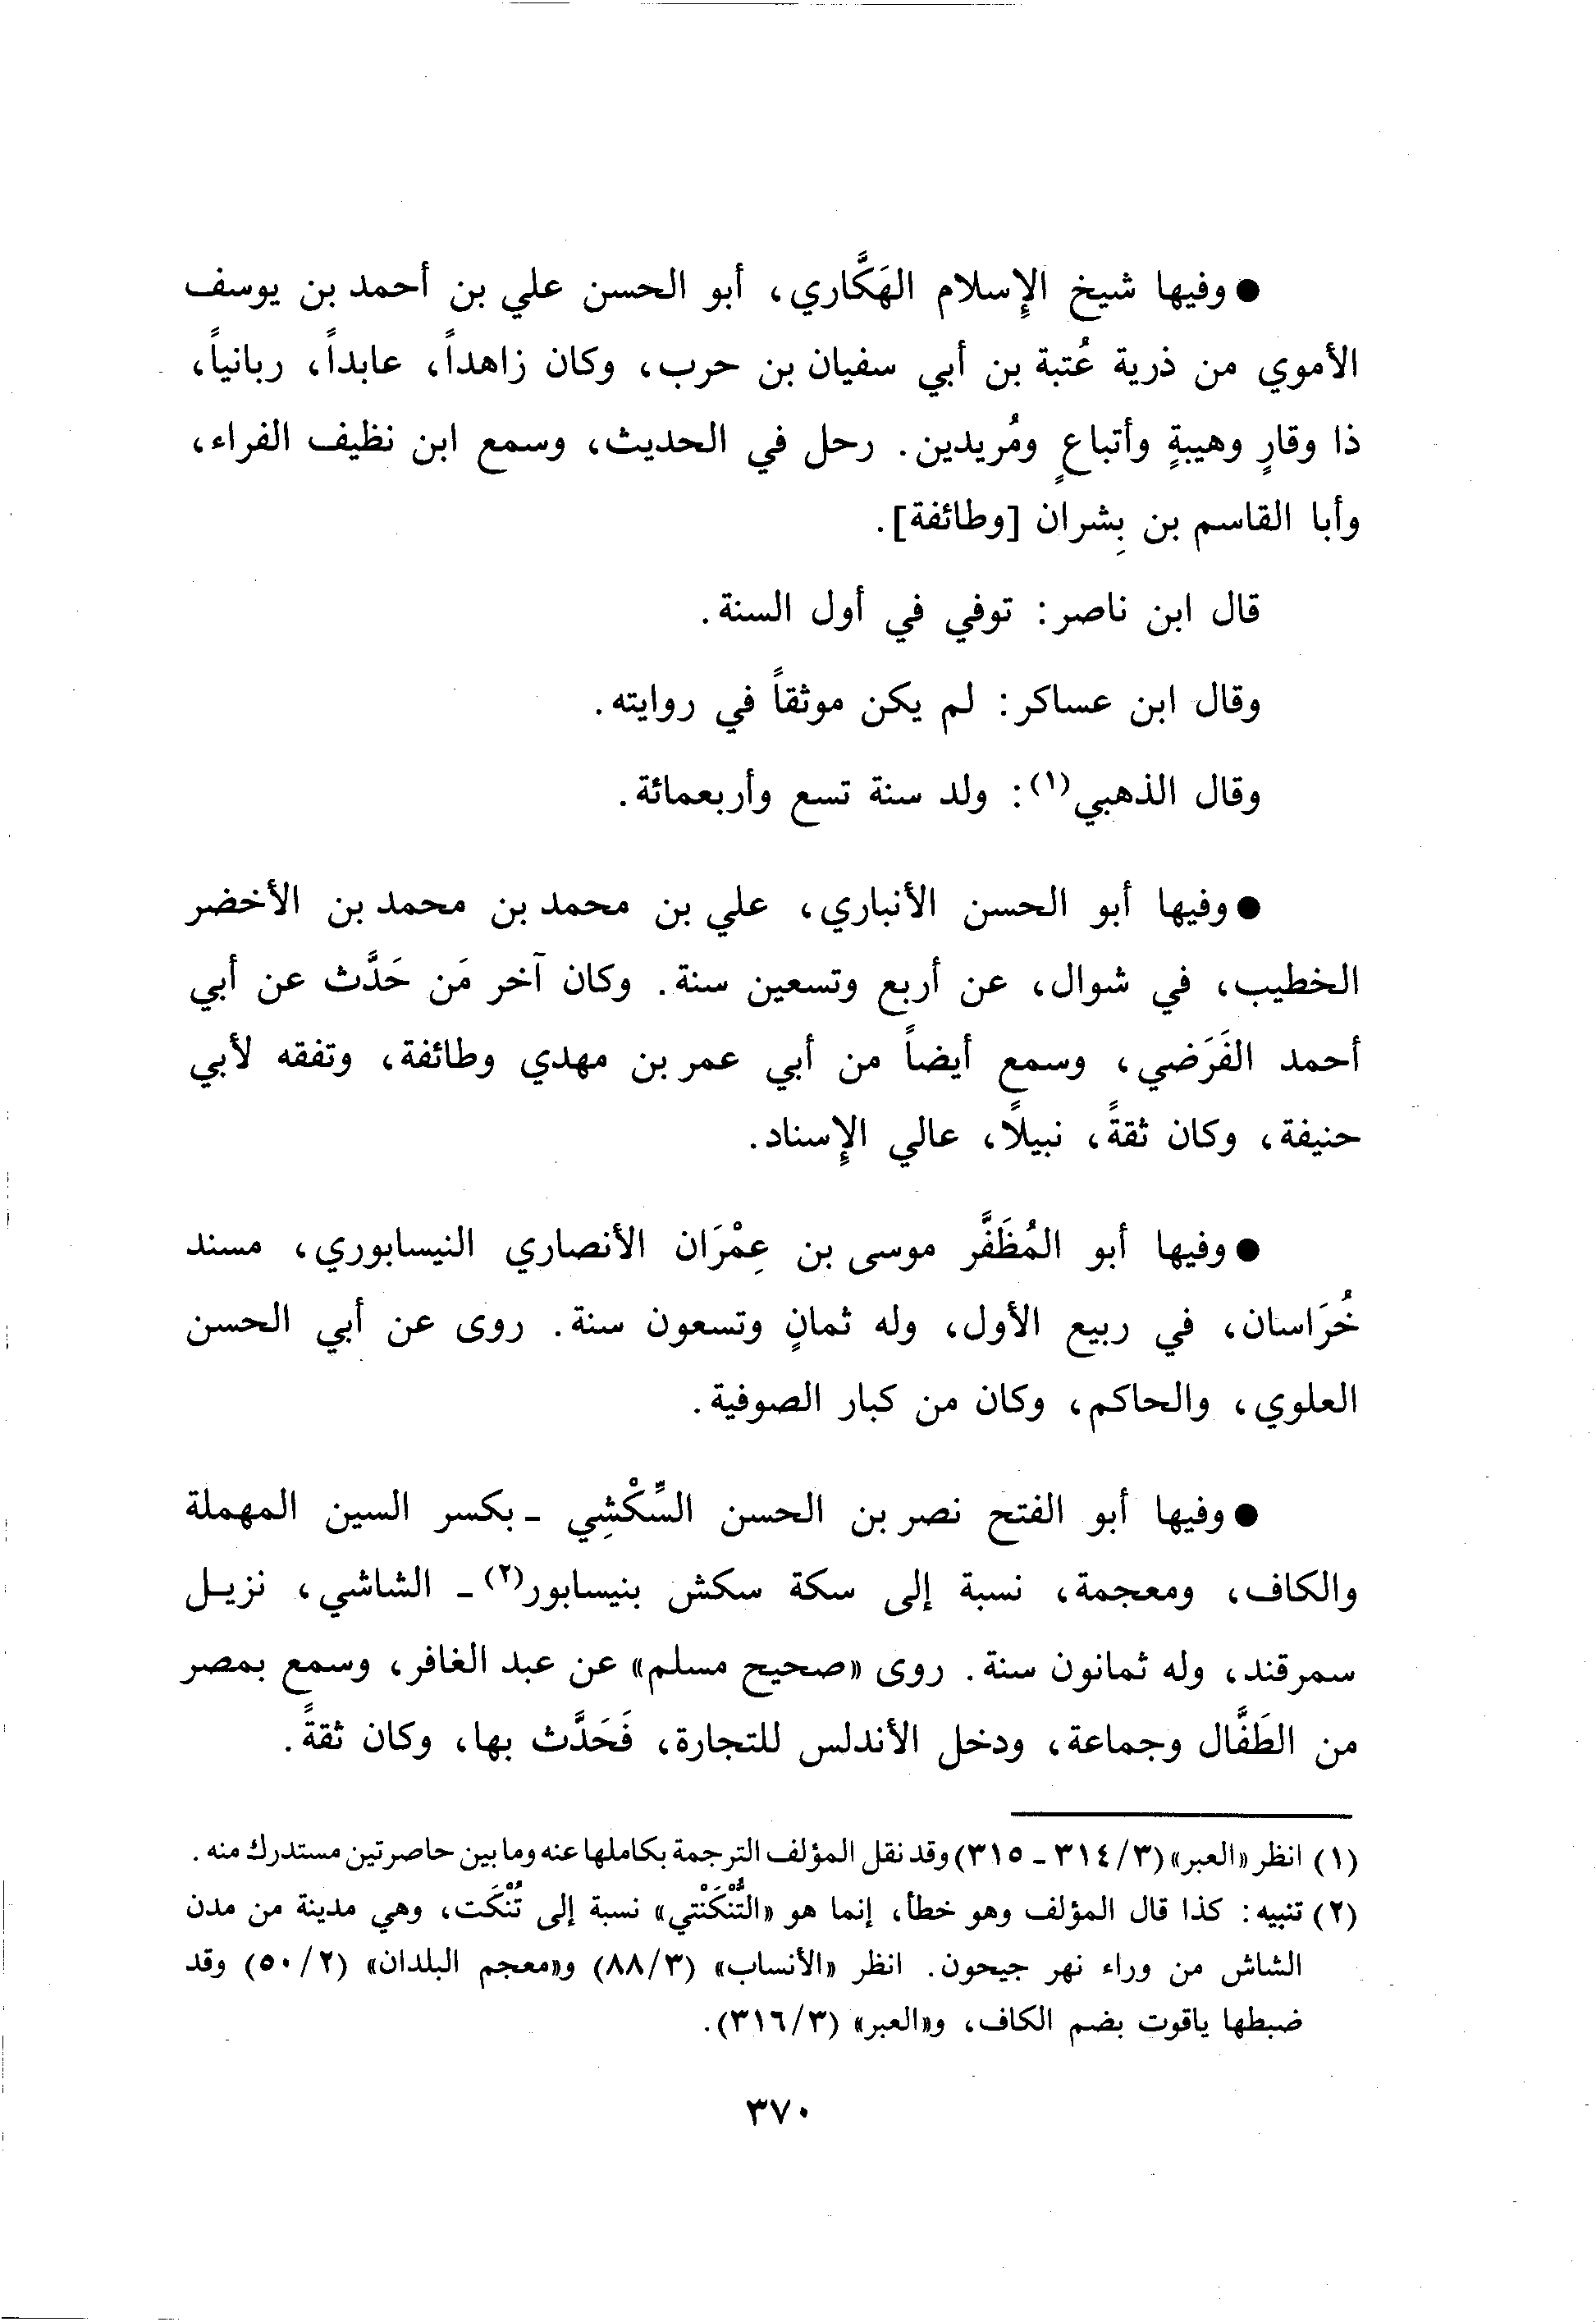 ● وفيها شيخ الإِسلام الهَكَّاري، أبو الحسن علي بن أحمد بن يوسف
الأموي من ذرية عُتبة بن أبي سفيان بن حرب، وكان زاهداً، عابداً، ربانياً،
ذا وقارٍ وهيبةٍ وأتباعٍ ومُريدين. رحل في الحديث، وسمع ابن نظيف الفراء،
وأبا القاسم بن بِشران [وطائفة].
قال ابن ناصر: توفي في أول السنة.
وقال ابن عساكر: لم يكن موثقاً في روايته.
وقال الذهبي(١): ولد سنة تسع وأربعمائة.
● وفيها أبو الحسن الأنباري، علي بن محمد بن محمد بن الأخضر
الخطيب، في شوال، عن أربع وتسعين سنة. وكان آخر مَن حَدَّث عن أبي
أحمد الفَرَضي، وسمع أيضاً من أبي عمر بن مهدي وطائفة، وتفقه لأبي
حنيفة، وكان ثقةً، نبيلًا، عالي الإِسناد.
● وفيها أبو المُظَفَّر موسى بن عِمْرَان الأنصاري النيسابوري، مسند
خُرَاسان، في ربيع الأول، وله ثمانٍ وتسعون سنة. روى عن أبي الحسن
العلوي، والحاكم، وكان من كبار الصوفية.
● وفيها أبو الفتح نصر بن الحسن السِّكْشِي ـ بكسر السين المهملة
والكاف، ومعجمة، نسبة إلى سكة سكش بنيسابور(٢) ـ الشاشي، نزيـل
سمرقند، وله ثمانون سنة. روى «صحيح مسلم» عن عبد الغافر، وسمع بمصر
من الطَفَّال وجماعة، ودخل الأندلس للتجارة، فَحَدَّث بها، وكان ثقةً.
(١) انظر «العبر» (٣/ ٣١٤ ـ ٣١٥) وقد نقل المؤلف الترجمة بكاملها عنه وما بين حاصرتين مستدرك منه.
(٢) تنبيه: كذا قال المؤلف وهو خطأ، إنما هو «التُّنْكَنْتي» نسبة إلى تُنْكَت، وهي مدينة من مدن
الشاش من وراء نهر جيحون. انظر «الأنساب» (٣/ ٨٨) و«معجم البلدان» (٢/ ٥٠) وقد
ضبطها ياقوت بضم الكاف، و«العبر» (٣/ ٣١٦).
٣٧٠